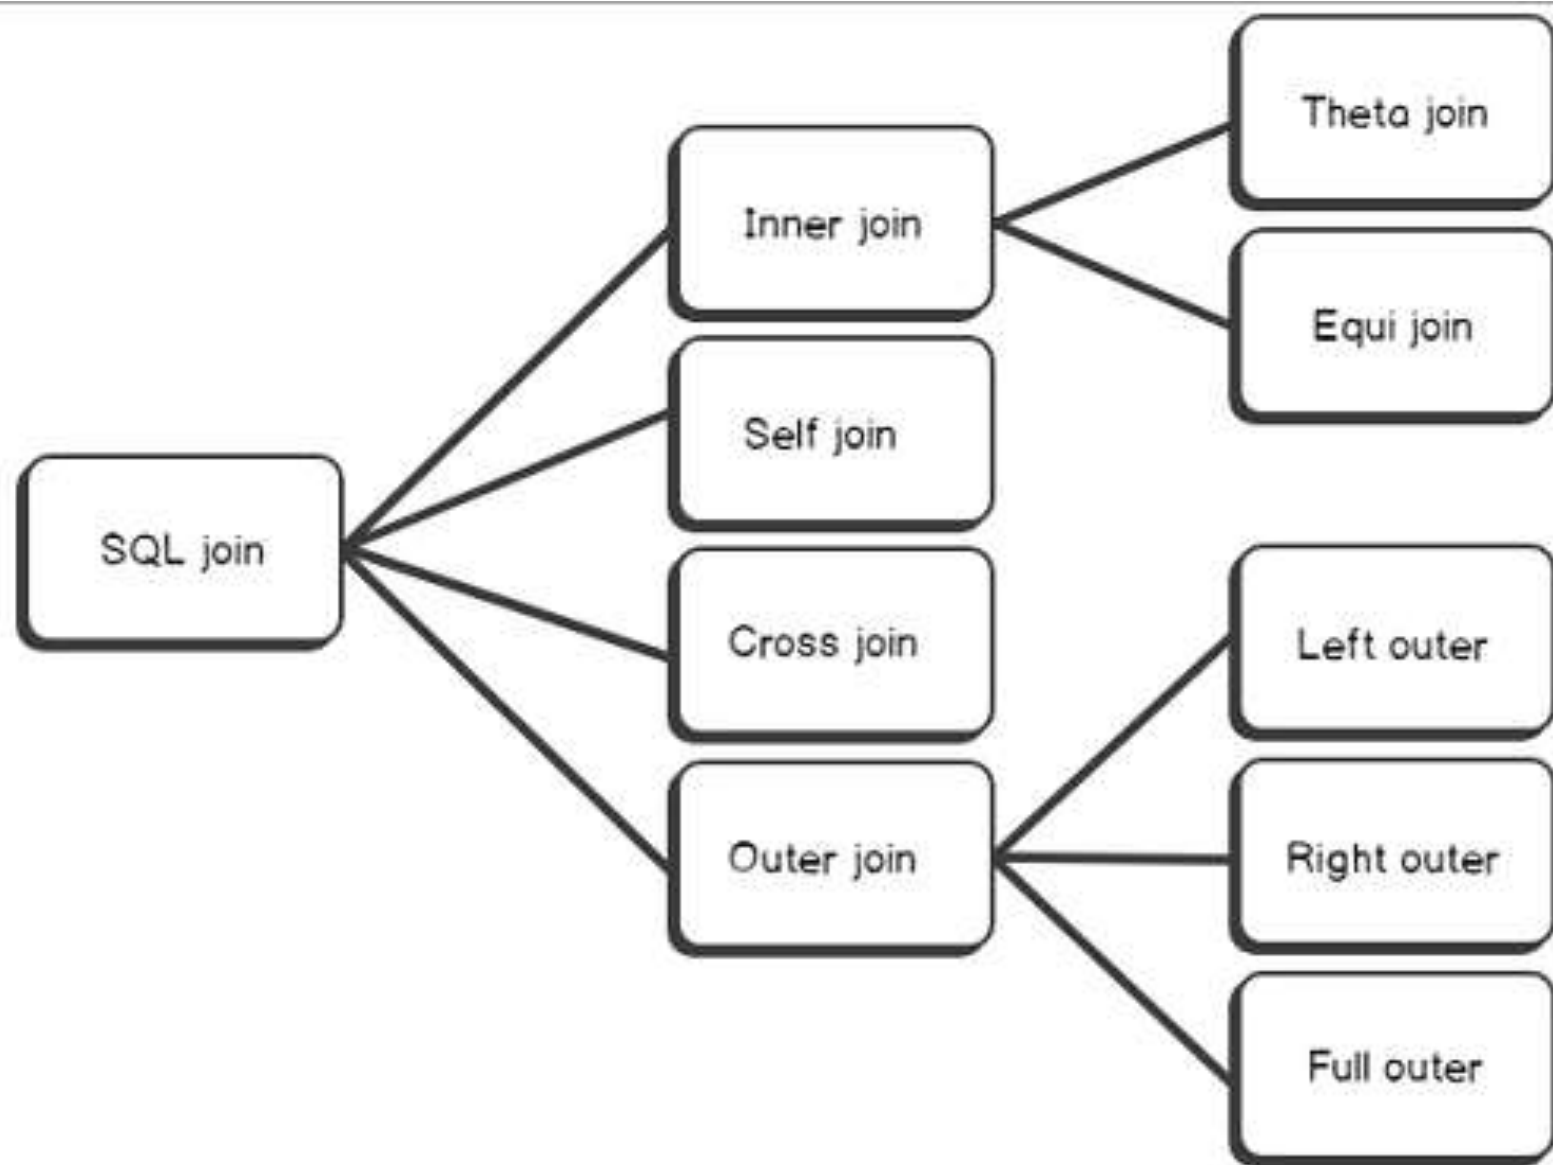 SQL join
Inner join
Self join
Cross join
Outer join
Theta join
Equi join
Left outer
Right outer
Full outer